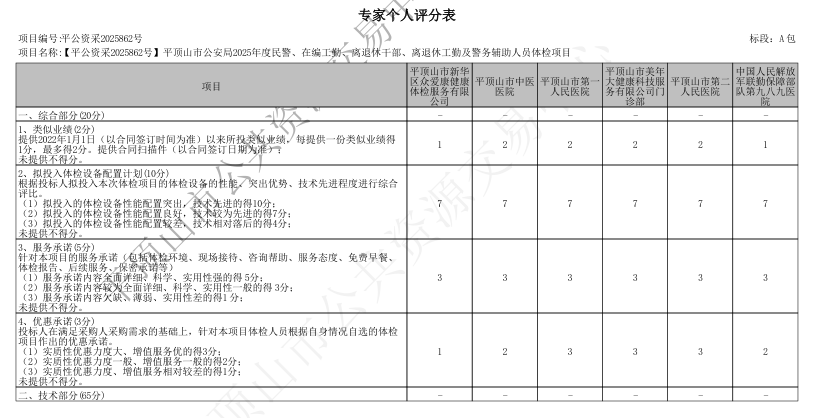 专家个人评分表
项目编号:平公资采2025862号
标段: A包
项目名称:【平公资采2025862号】平顶山市公安局2025年度民警、在编工勤、离退休干部、离退休工勤及警务辅助人员体检项目
项目 平顶山市新华区众爱康健康体检服务有限公司 平顶山市中医医院 平顶山市第一人民医院 平顶山市美年大健康科技服务有限公司门诊部 平顶山市第二人民医院 中国人民解放军联勤保障部队第九八九医院
一、综合部分(20分) - - - - - -
1、类似业绩(2分)
提供2022年1月1日（以合同签订时间为准）以来所投类似业绩，每提供一份类似业绩得
1分，最多得2分。提供合同扫描件（以合同签订日期为准）；
未提供不得分。
1 2 2 2 2 1
2、拟投入体检设备配置计划(10分)
根据投标人拟投入本次体检项目的体检设备的性能、突出优势、技术先进程度进行综合
评比。
（1）拟投入的体检设备性能配置突出，技术先进的得10分；
（2）拟投入的体检设备性能配置良好，技术较为先进的得7分；
（3）拟投入的体检设备性能配置较差，技术相对落后的得4分；
未提供不得分。
7 7 7 7 7 7
3、服务承诺(5分)
针对本项目的服务承诺（包括体检环境、现场接待、咨询帮助、服务态度、免费早餐、
体检报告、后续服务、保密承诺等）
（1）服务承诺内容全面详细、科学、实用性强的得 5分；
（2）服务承诺内容较为全面详细、科学、实用性一般的得 3分；
（3）服务承诺内容欠缺、薄弱、实用性差的得1 分；
未提供不得分。
3 3 3 3 3 3
4、优惠承诺(3分)
投标人在满足采购人采购需求的基础上，针对本项目体检人员根据自身情况自选的体检
项目作出的优惠承诺。
（1）实质性优惠力度大、增值服务优的得3分；
（2）实质性优惠力度一般、增值服务一般的得2分；
（3）实质性优惠力度、增值服务相对较差的得1分；
未提供不得分。
1 2 3 3 3 2
二、技术部分(65分) - - - - - -
平顶山市公共资源交易中心